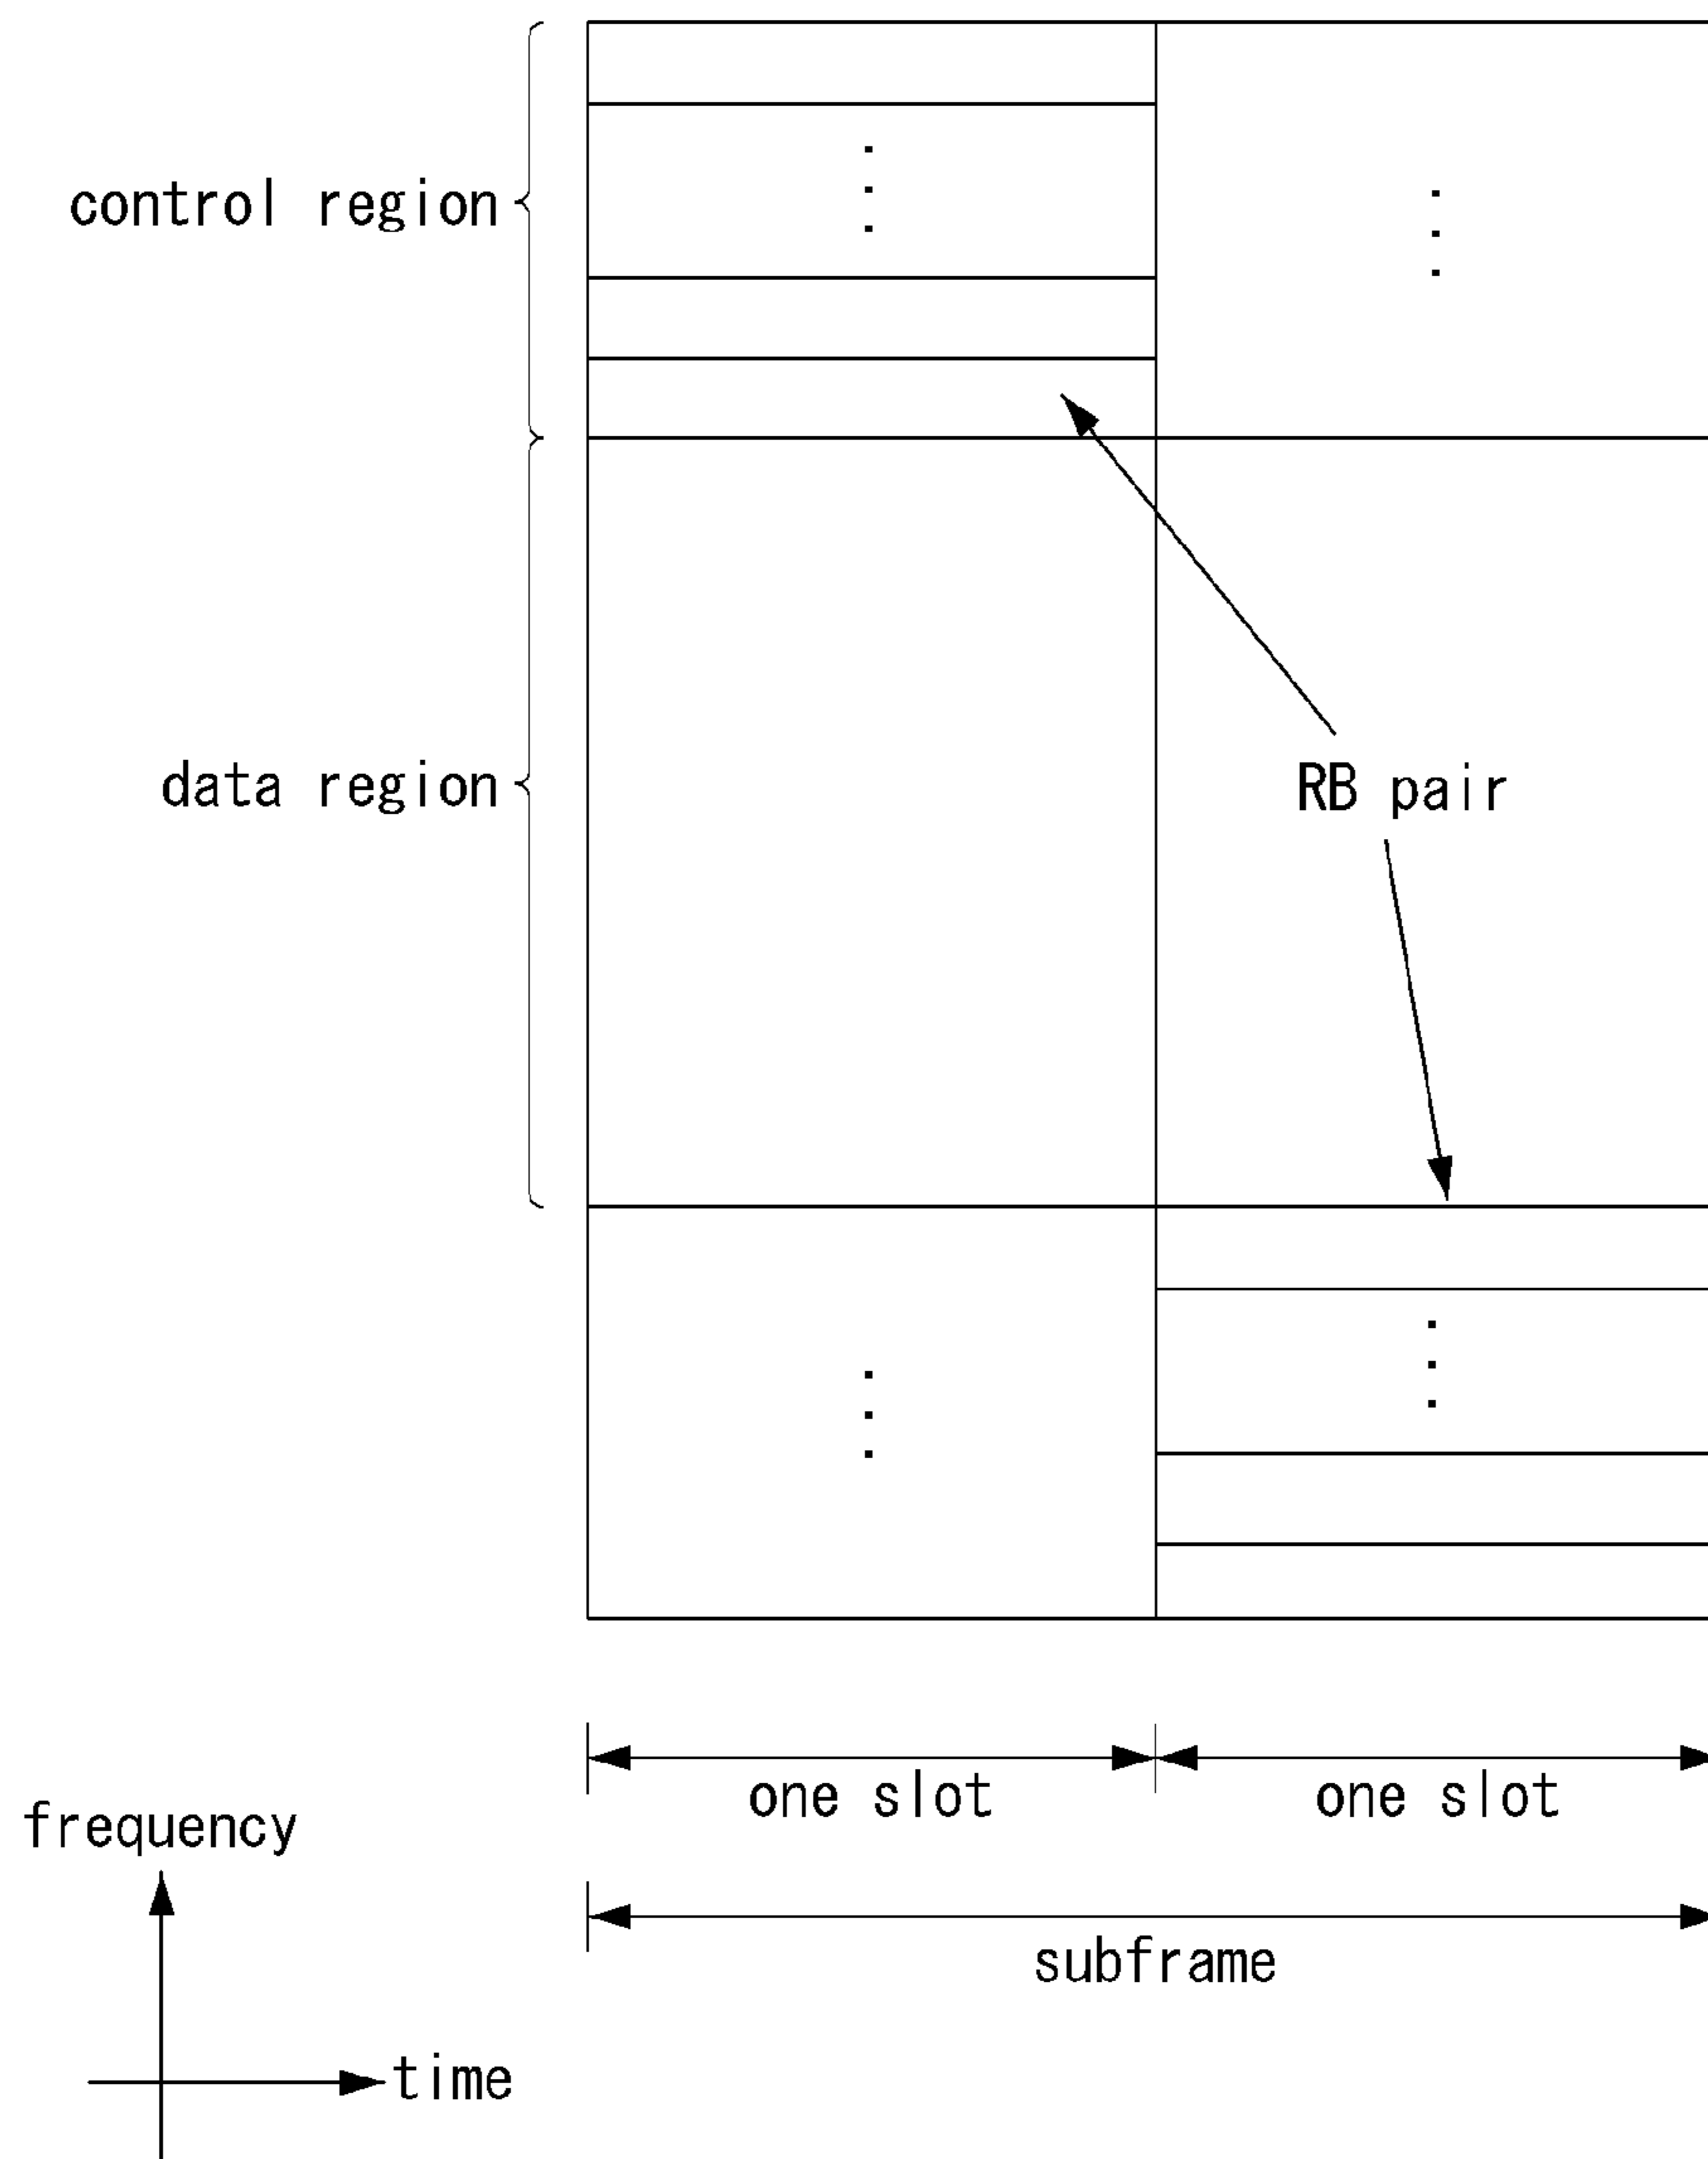 control region
data region
RB pair
one slot
one slot
frequency
subframe
time